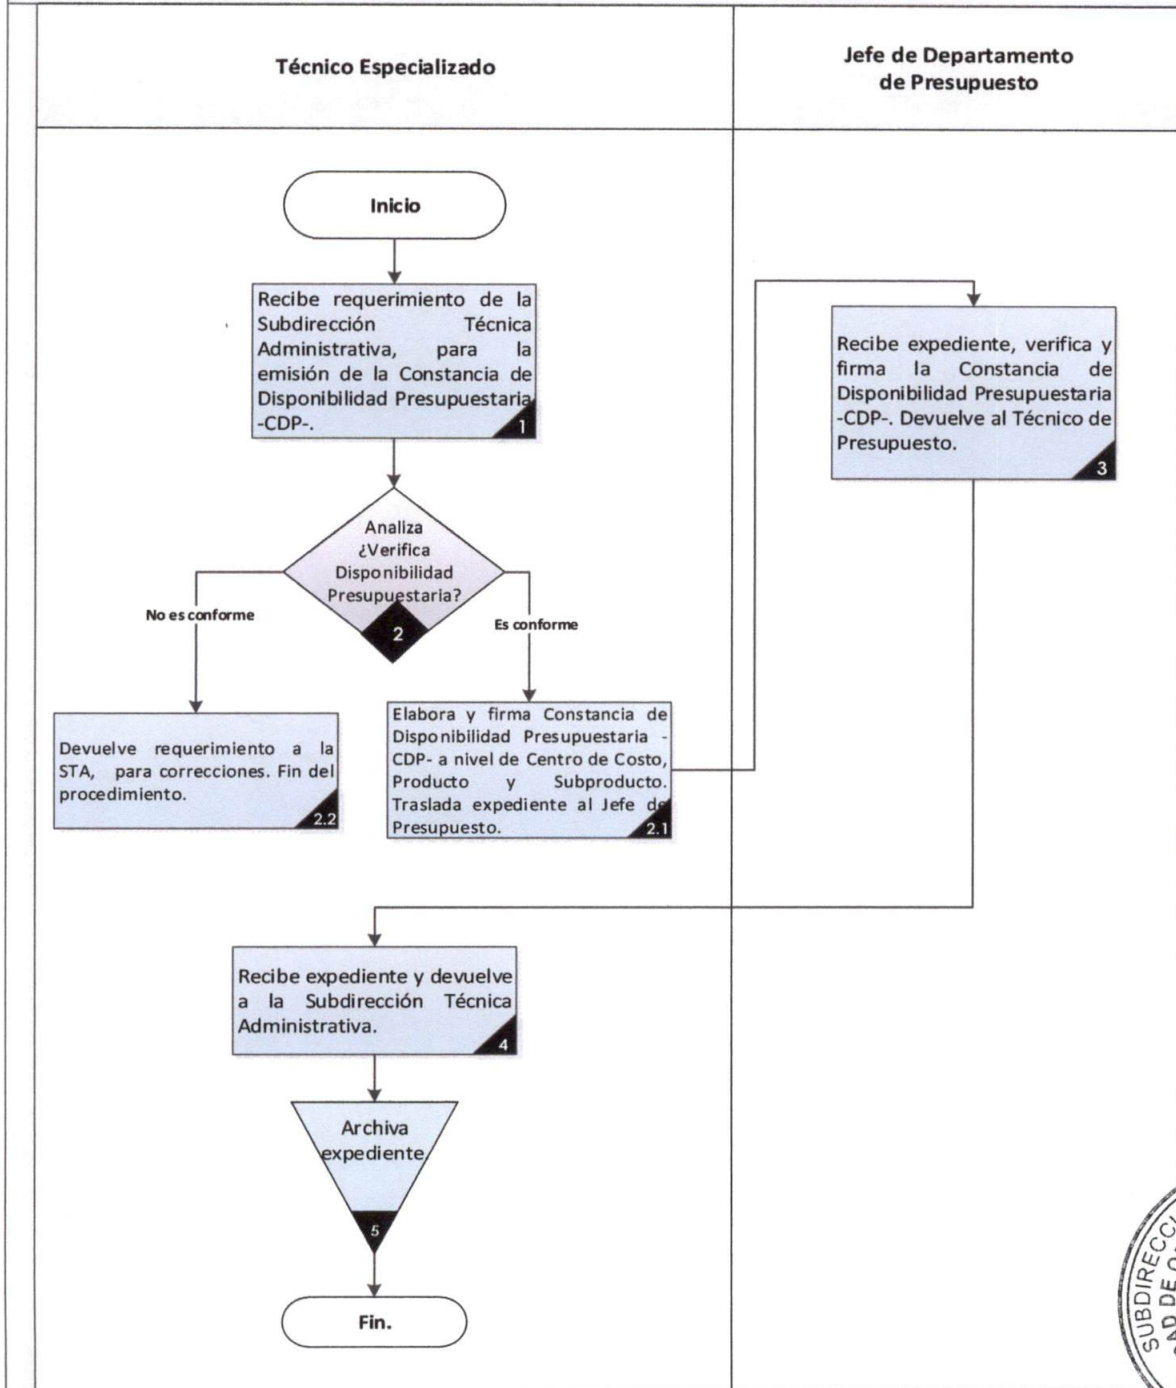 Técnico Especializado
Jefe de Departamento
de Presupuesto
Inicio
Recibe requerimiento de la
Subdirección Técnica
Administrativa, para la
emisión de la Constancia de
Disponibilidad Presupuestaria
-CDP-.
1
Analiza
¿Verifica
Disponibilidad
Presupuestaria?
2
No es conforme
Es conforme
Devuelve requerimiento a la
STA, para correcciones. Fin del
procedimiento.
2.2
Elabora y firma Constancia de
Disponibilidad Presupuestaria -
CDP- a nivel de Centro de Costo,
Producto y Subproducto.
Traslada expediente al Jefe de
Presupuesto.
2.1
Recibe expediente, verifica y
firma la Constancia de
Disponibilidad Presupuestaria
-CDP-. Devuelve al Técnico de
Presupuesto.
3
Recibe expediente y devuelve
a la Subdirección Técnica
Administrativa.
4
Archiva
expediente.
5
Fin.
SUBDIRECCI
DE